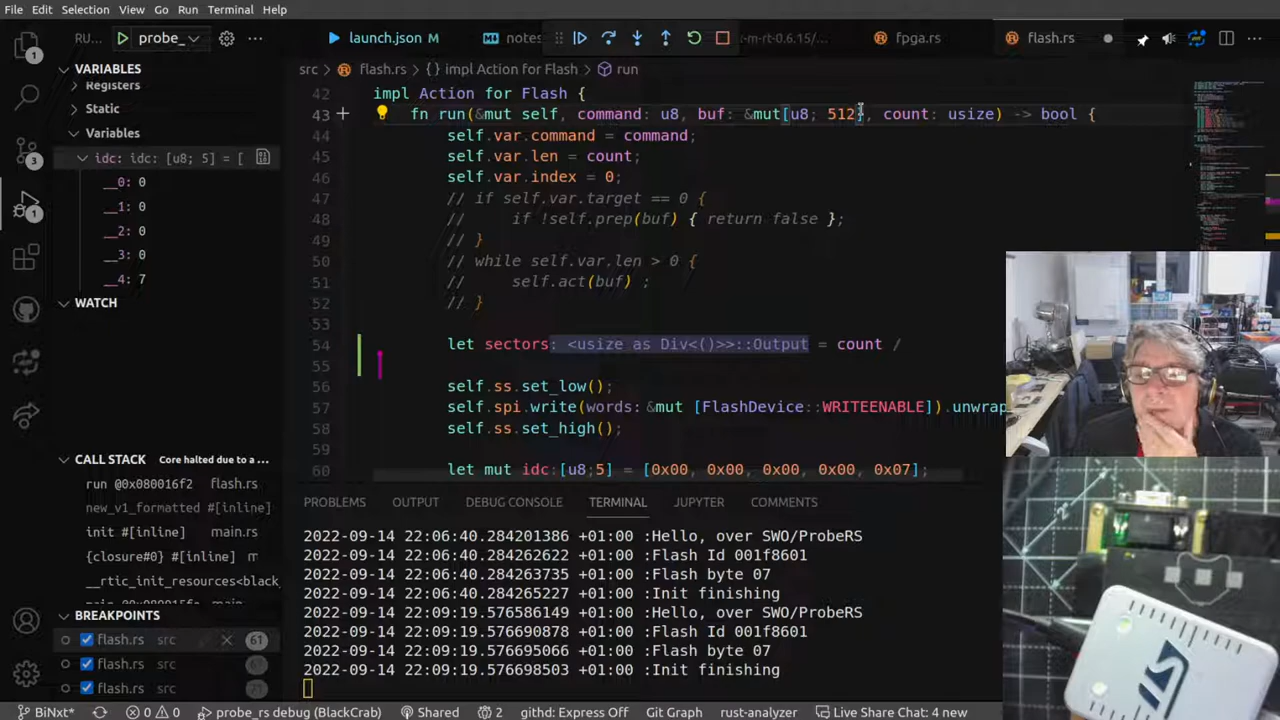 File Edit Selection View Go Run Terminal Help
RU... probe_
launch.json M notes m-rt-0.6.15/... fpga.rs flash.rs
src > flash.rs > {} impl Action for Flash > run
VARIABLES
Registers
Static
Variables
idc: idc: [u8; 5] = [
__0: 0
__1: 0
__2: 0
__3: 0
__4: 7
WATCH
CALL STACK Core halted due to a ...
run @0x080016f2 flash.rs
new_v1_formatted #[inline]
init #[inline] main.rs
{closure#0} #[inline] main.rs
__rtic_init_resources<black_
BREAKPOINTS
flash.rs src 61
flash.rs src
flash.rs src
42 impl Action for Flash {
43 fn run(&mut self, command: u8, buf: &mut[u8; 512], count: usize) -> bool {
44 self.var.command = command;
45 self.var.len = count;
46 self.var.index = 0;
47 // if self.var.target == 0 {
48 // if !self.prep(buf) { return false };
49 // }
50 // while self.var.len > 0 {
51 // self.act(buf) ;
52 // }
53
54 let sectors: <usize as Div<()>>::Output = count /
55
56 self.ss.set_low();
57 self.spi.write(words:&mut [FlashDevice::WRITEENABLE]).unwrap
58 self.ss.set_high();
59
60 let mut idc:[u8;5] = [0x00, 0x00, 0x00, 0x00, 0x07];
PROBLEMS OUTPUT DEBUG CONSOLE TERMINAL JUPYTER COMMENTS
2022-09-14 22:06:40.284201386 +01:00 :Hello, over SWO/ProbeRS
2022-09-14 22:06:40.284262622 +01:00 :Flash Id 001f8601
2022-09-14 22:06:40.284263735 +01:00 :Flash byte 07
2022-09-14 22:06:40.284265227 +01:00 :Init finishing
2022-09-14 22:09:19.576586149 +01:00 :Hello, over SWO/ProbeRS
2022-09-14 22:09:19.576690878 +01:00 :Flash Id 001f8601
2022-09-14 22:09:19.576695066 +01:00 :Flash byte 07
2022-09-14 22:09:19.576698503 +01:00 :Init finishing
BiNxt* 0 0 probe_rs debug (BlackCrab) Shared 2 githd: Express Off Git Graph rust-analyzer Live Share Chat: 4 new